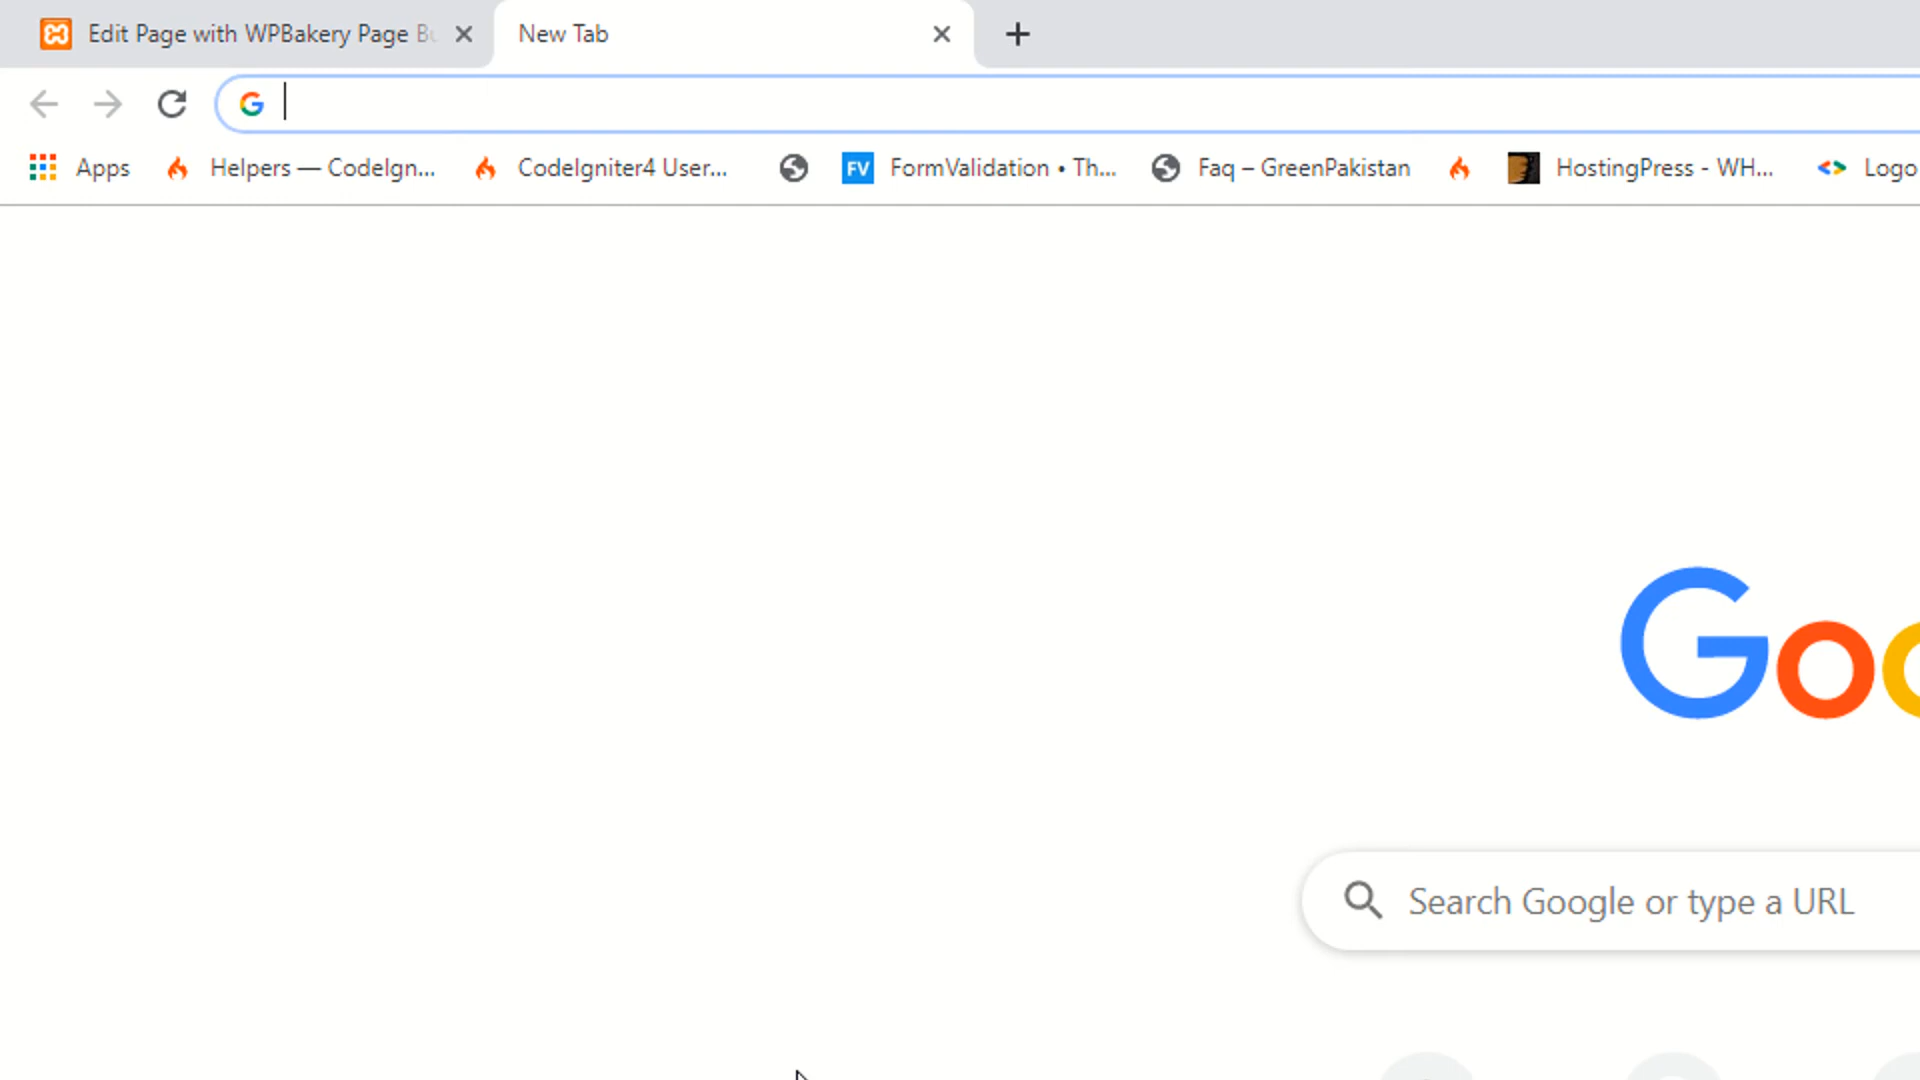 Edit Page with WPBakery Page B
New Tab
G
Apps
Helpers — CodeIgn...
CodeIgniter4 User...
FV
FormValidation • Th...
Faq – GreenPakistan
HostingPress - WH...
Logo
Goo
Search Google or type a URL